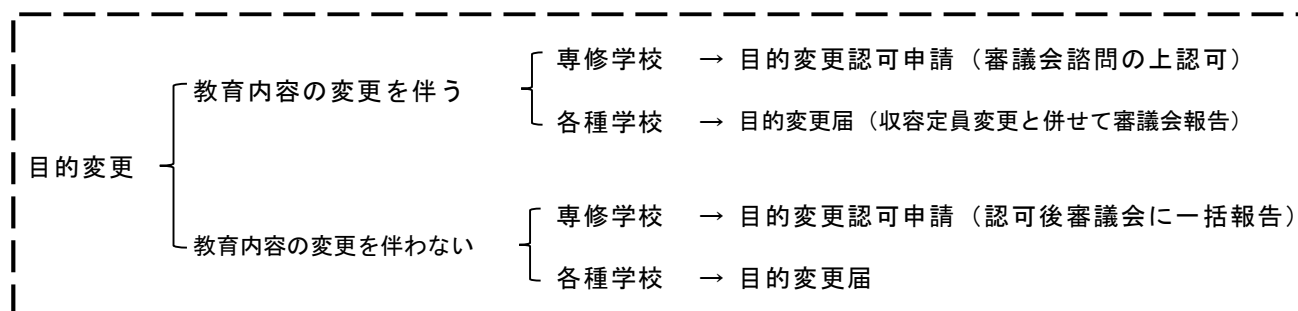 専修学校 → 目的変更認可申請（審議会諮問の上認可）
教育内容の変更を伴う
各種学校 → 目的変更届（収容定員変更と併せて審議会報告）
目的変更
専修学校 → 目的変更認可申請（認可後審議会に一括報告）
教育内容の変更を伴わない
各種学校 → 目的変更届